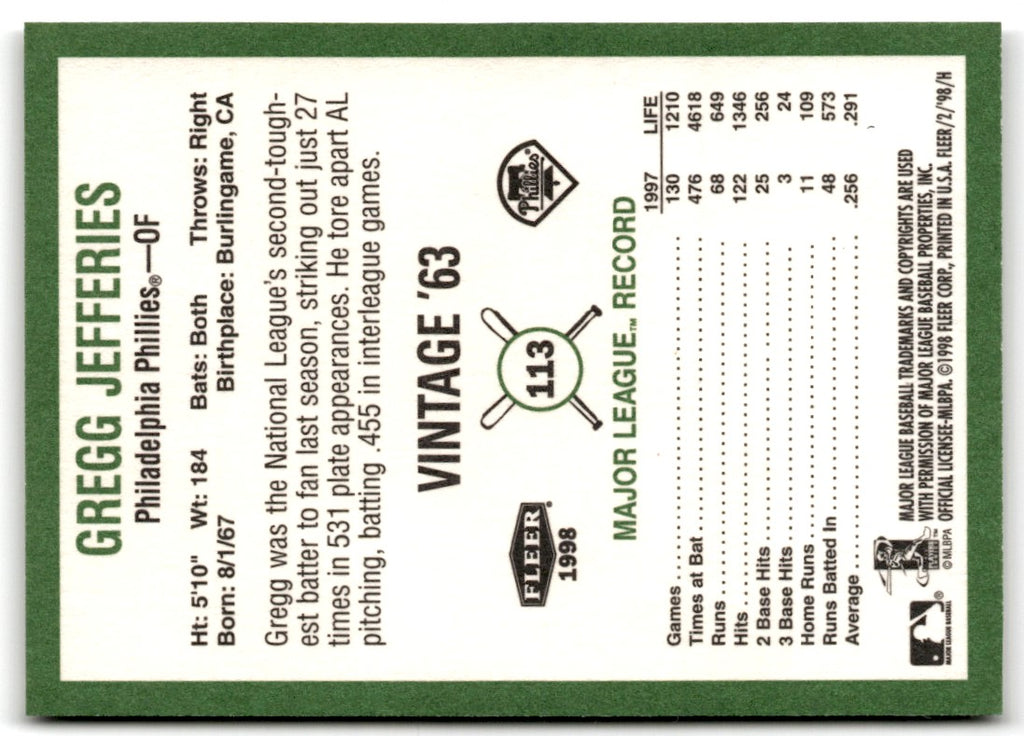 GREGG JEFFERIES
Philadelphia Phillies®—OF
Ht: 5'10" Wt: 184 Bats: Both Throws: Right
Born: 8/1/67 Birthplace: Burlingame, CA
Gregg was the National League's second-tough-
est batter to fan last season, striking out just 27
times in 531 plate appearances. He tore apart AL
pitching, batting .455 in interleague games.
VINTAGE '63
FLEER®
1998
113
Phillies®
MAJOR LEAGUE™ RECORD
1997 LIFE
Games 130 1210
Times at Bat 476 4618
Runs 68 649
Hits 122 1346
2 Base Hits 25 256
3 Base Hits 3 24
Home Runs 11 109
Runs Batted In 48 573
Average .256 .291
MAJOR LEAGUE BASEBALL®
©MLBPA
MAJOR LEAGUE BASEBALL TRADEMARKS AND COPYRIGHTS ARE USED
WITH PERMISSION OF MAJOR LEAGUE BASEBALL PROPERTIES, INC.
OFFICIAL LICENSEE-MLBPA. ©1998 FLEER CORP., PRINTED IN U.S.A. FLEER/2/'98/H